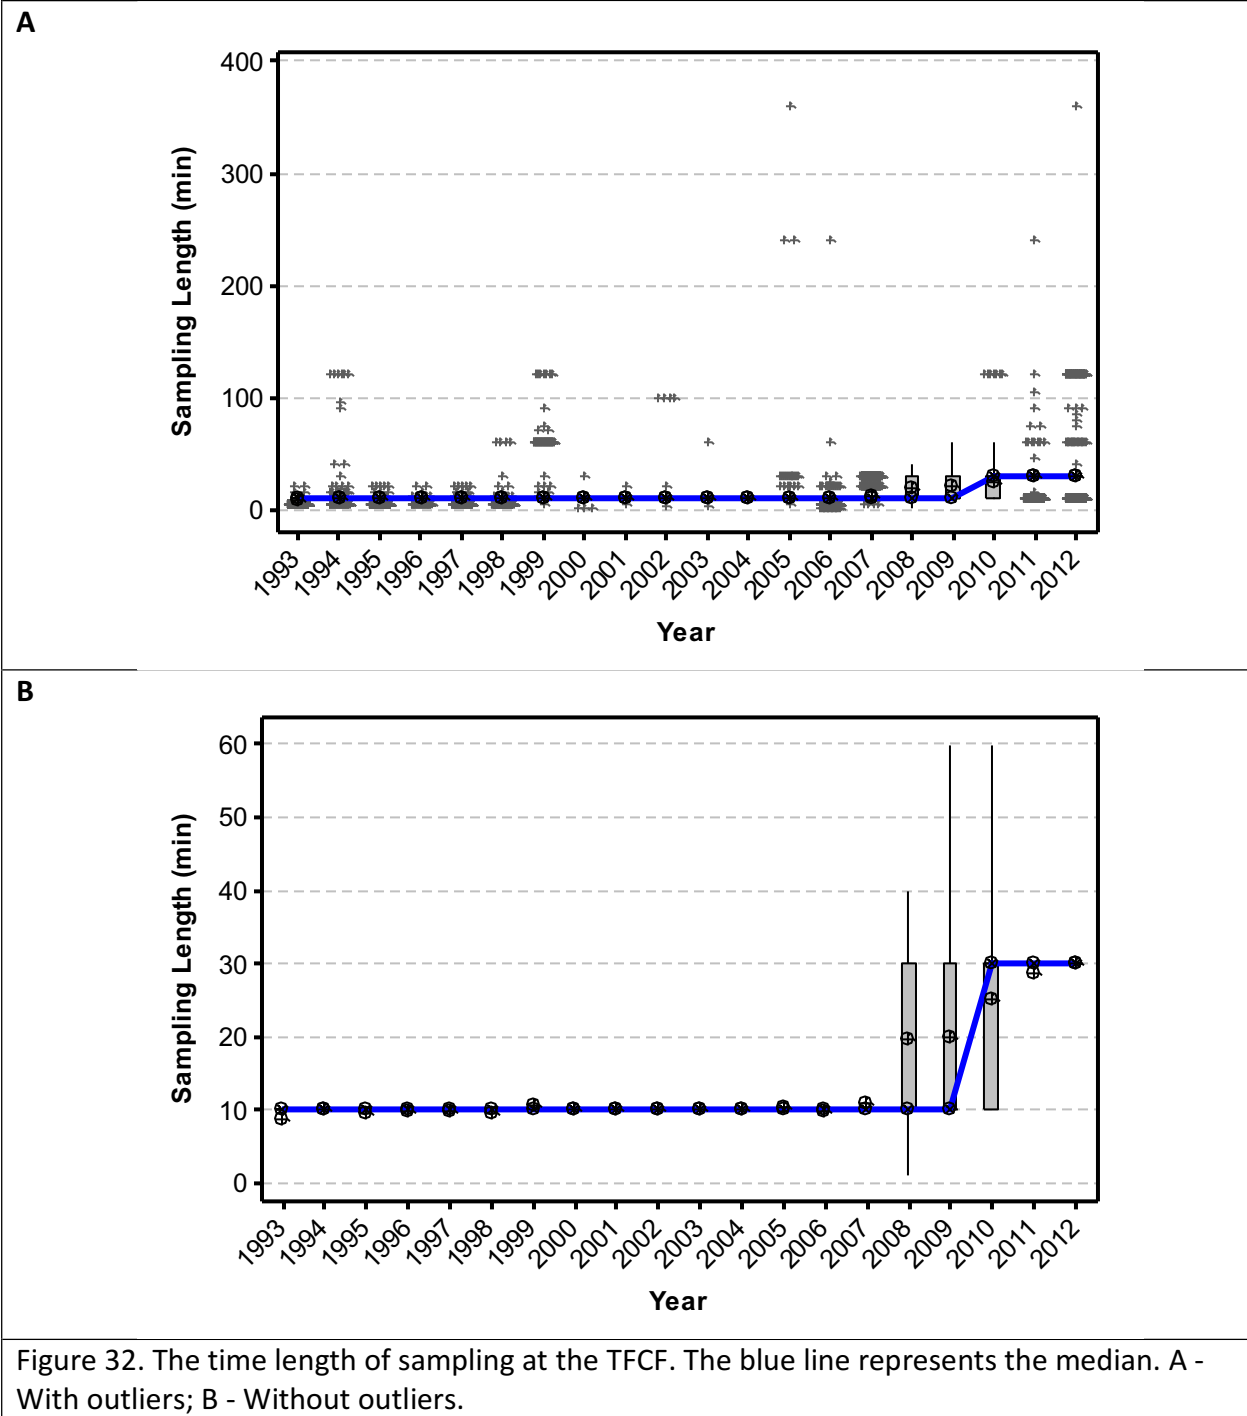 A
400
300
200
100
0
Sampling Length (min)
1993 1994 1995 1996 1997 1998 1999 2000 2001 2002 2003 2004 2005 2006 2007 2008 2009 2010 2011 2012
Year
B
60
50
40
30
20
10
0
Sampling Length (min)
1993 1994 1995 1996 1997 1998 1999 2000 2001 2002 2003 2004 2005 2006 2007 2008 2009 2010 2011 2012
Year
Figure 32. The time length of sampling at the TFCF. The blue line represents the median. A -
With outliers; B - Without outliers.